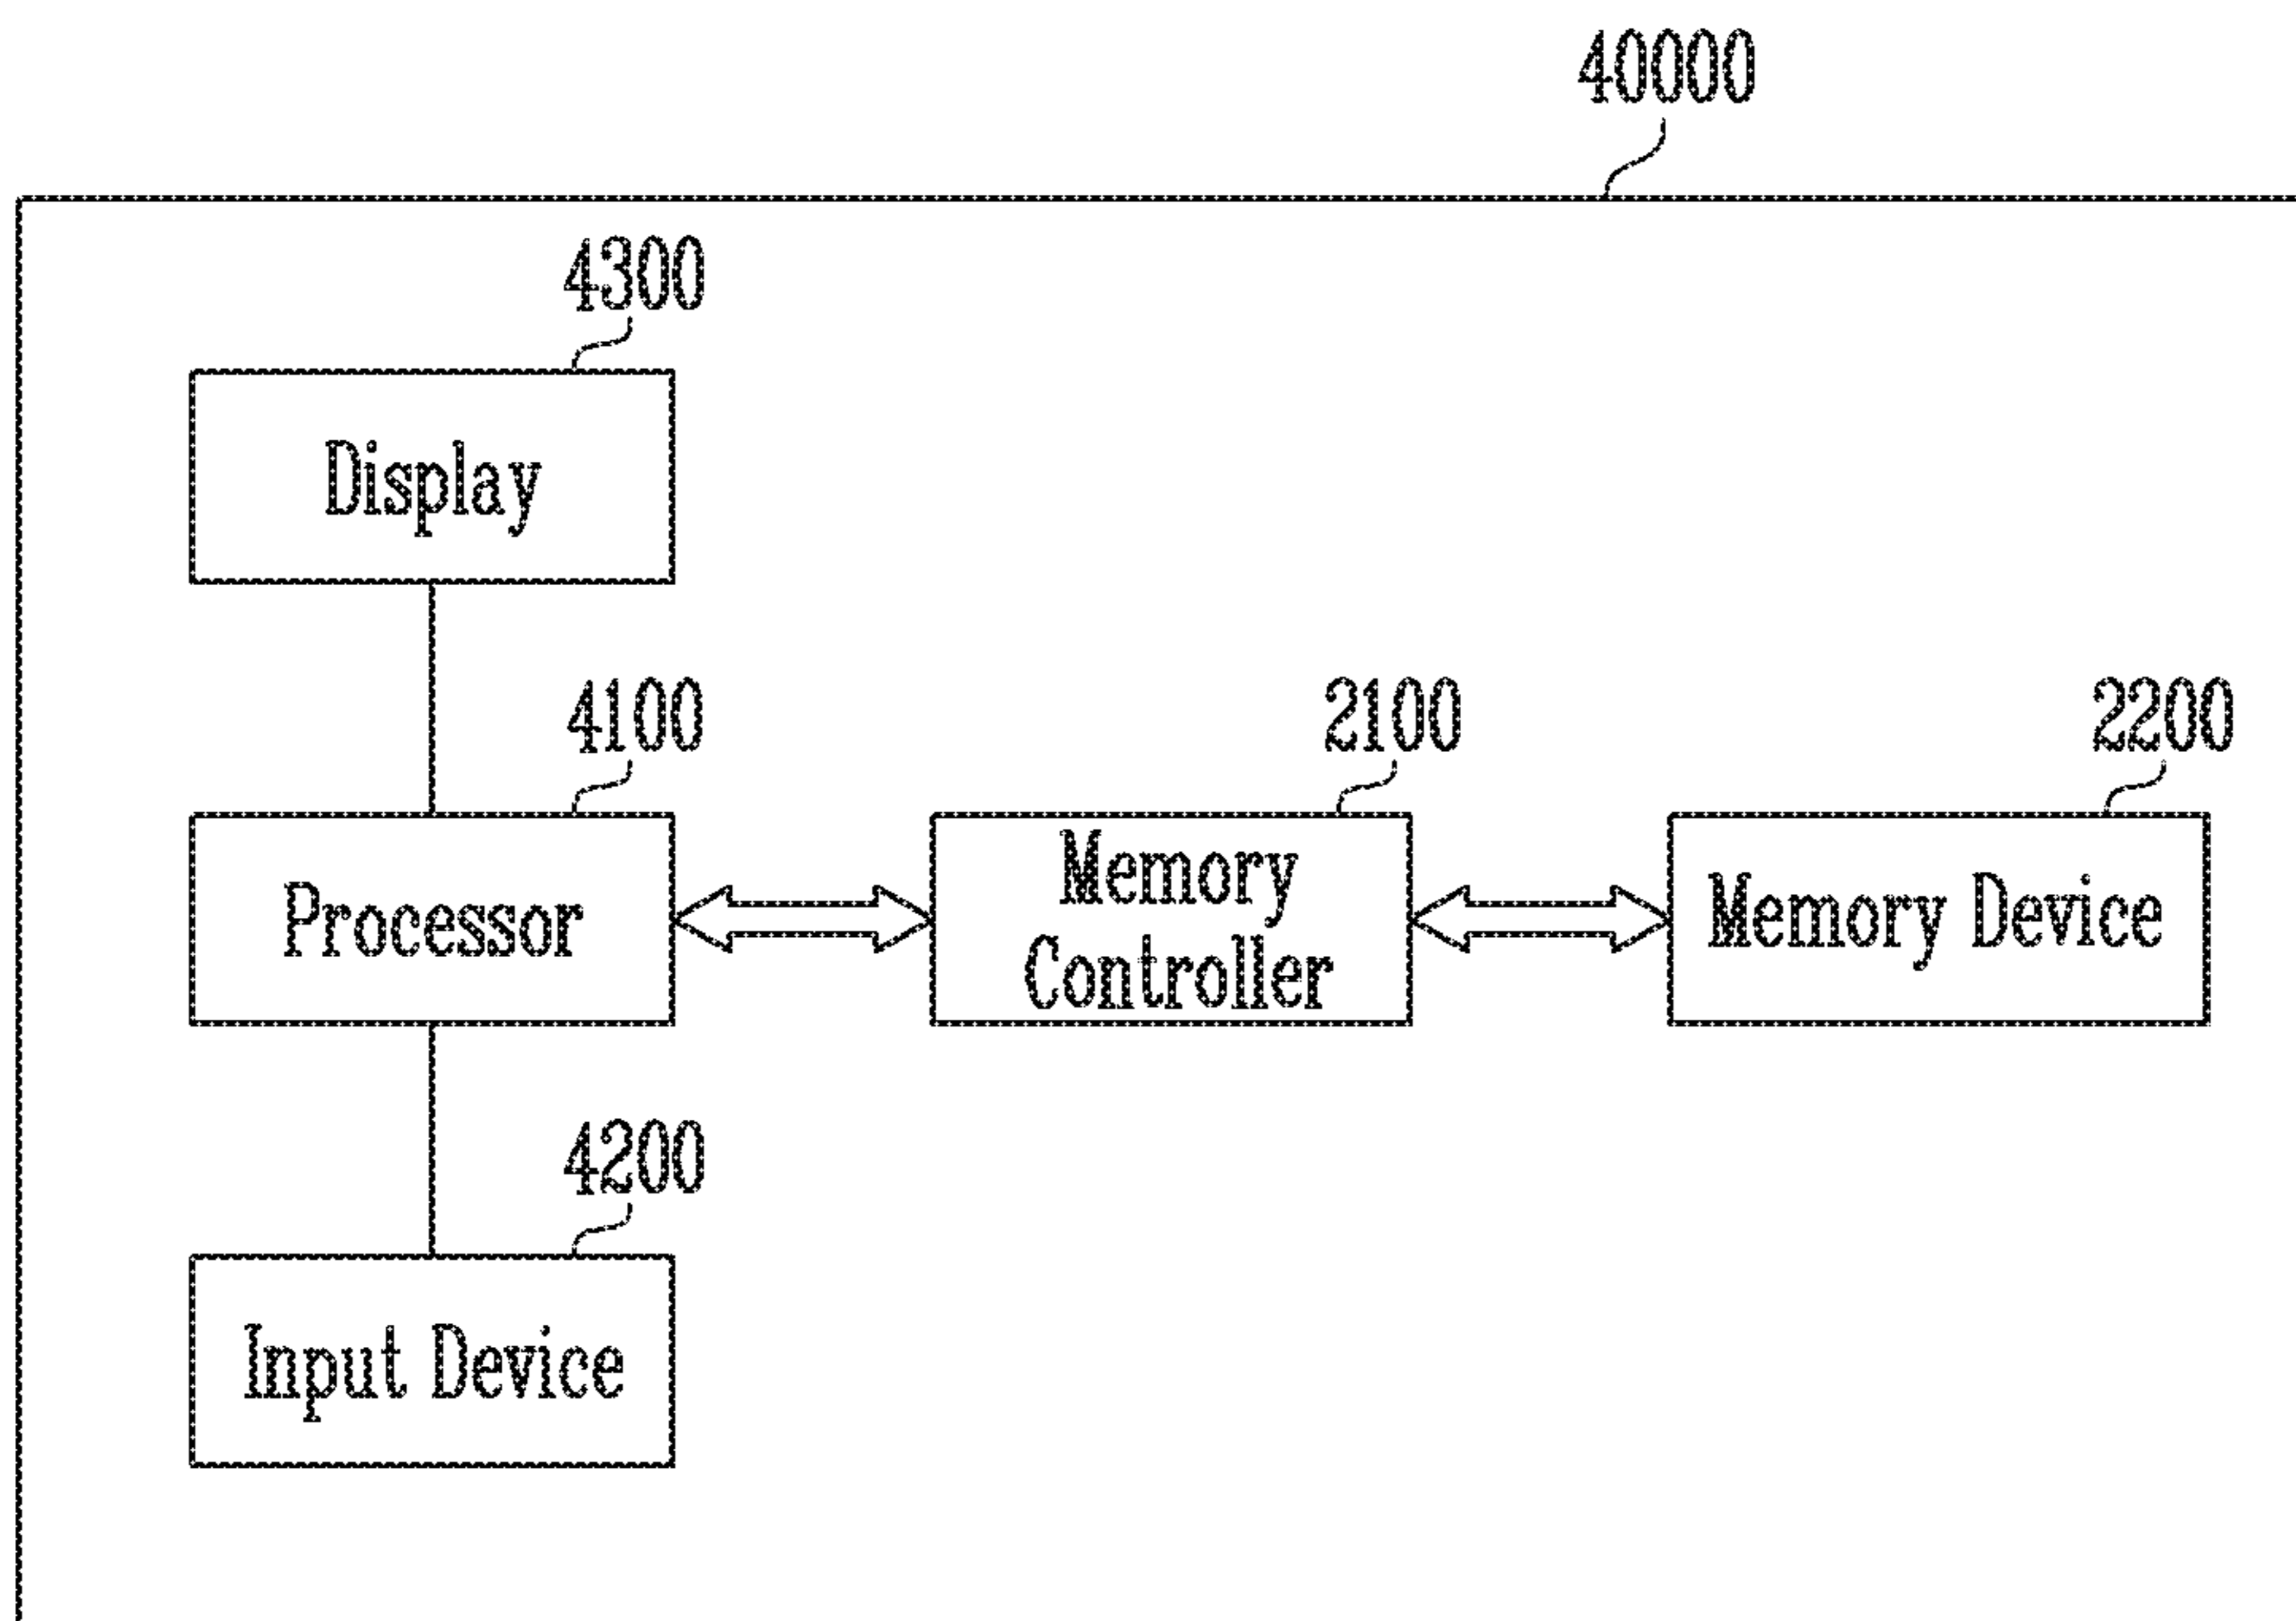 40000
4300
Display
4100
2100
2200
Processor
Memory
Controller
Memory Device
4200
Input Device